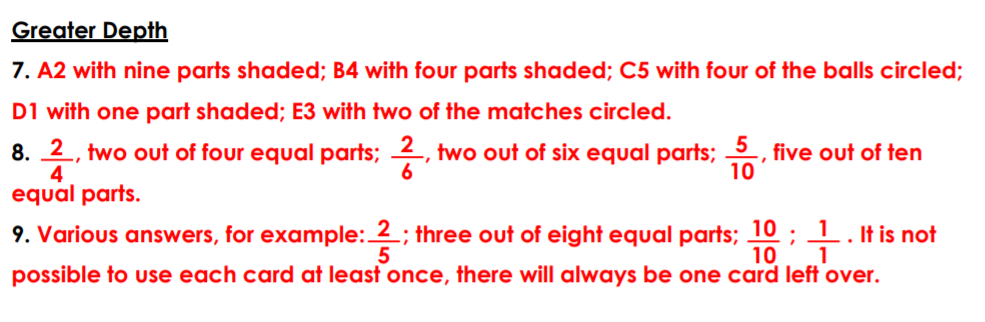 Greater Depth
7. A2 with nine parts shaded; B4 with four parts shaded; C5 with four of the balls circled;
D1 with one part shaded; E3 with two of the matches circled.
8. 2/4, two out of four equal parts; 2/6, two out of six equal parts; 5/10, five out of ten
equal parts.
9. Various answers, for example: 2/5; three out of eight equal parts; 10/10; 1/1. It is not
possible to use each card at least once, there will always be one card left over.